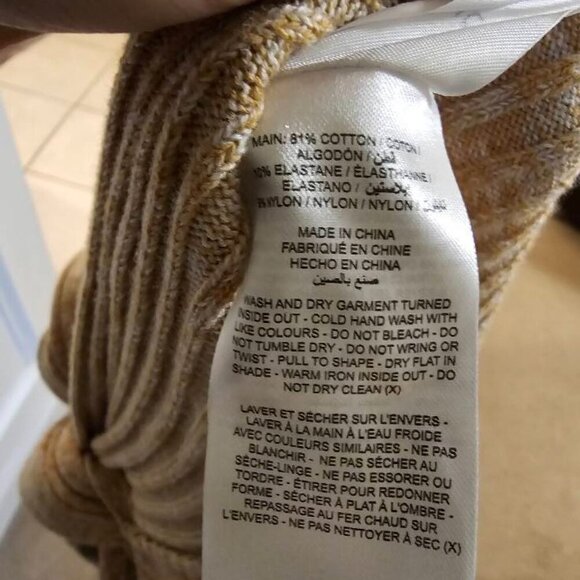 MAIN: 81% COTTON / COTON /
ALGODÓN / قطن
10% ELASTANE / ÉLASTHANNE /
ELASTANO / بلاستين
9% NYLON / NYLON / NYLON /
MADE IN CHINA
FABRIQUÉ EN CHINE
HECHO EN CHINA
صنع بالصين
WASH AND DRY GARMENT TURNED
INSIDE OUT - COLD HAND WASH WITH
LIKE COLOURS - DO NOT BLEACH - DO
NOT TUMBLE DRY - DO NOT WRING OR
TWIST - PULL TO SHAPE - DRY FLAT IN
SHADE - WARM IRON INSIDE OUT - DO
NOT DRY CLEAN (X)
LAVER ET SÉCHER SUR L'ENVERS -
LAVER À LA MAIN À L'EAU FROIDE
AVEC COULEURS SIMILAIRES - NE PAS
BLANCHIR - NE PAS SÉCHER AU
SÈCHE-LINGE - NE PAS ESSORER OU
TORDRE - ÉTIRER POUR REDONNER
FORME - SÉCHER À PLAT À L'OMBRE -
REPASSAGE AU FER CHAUD SUR
L'ENVERS - NE PAS NETTOYER À SEC (X)